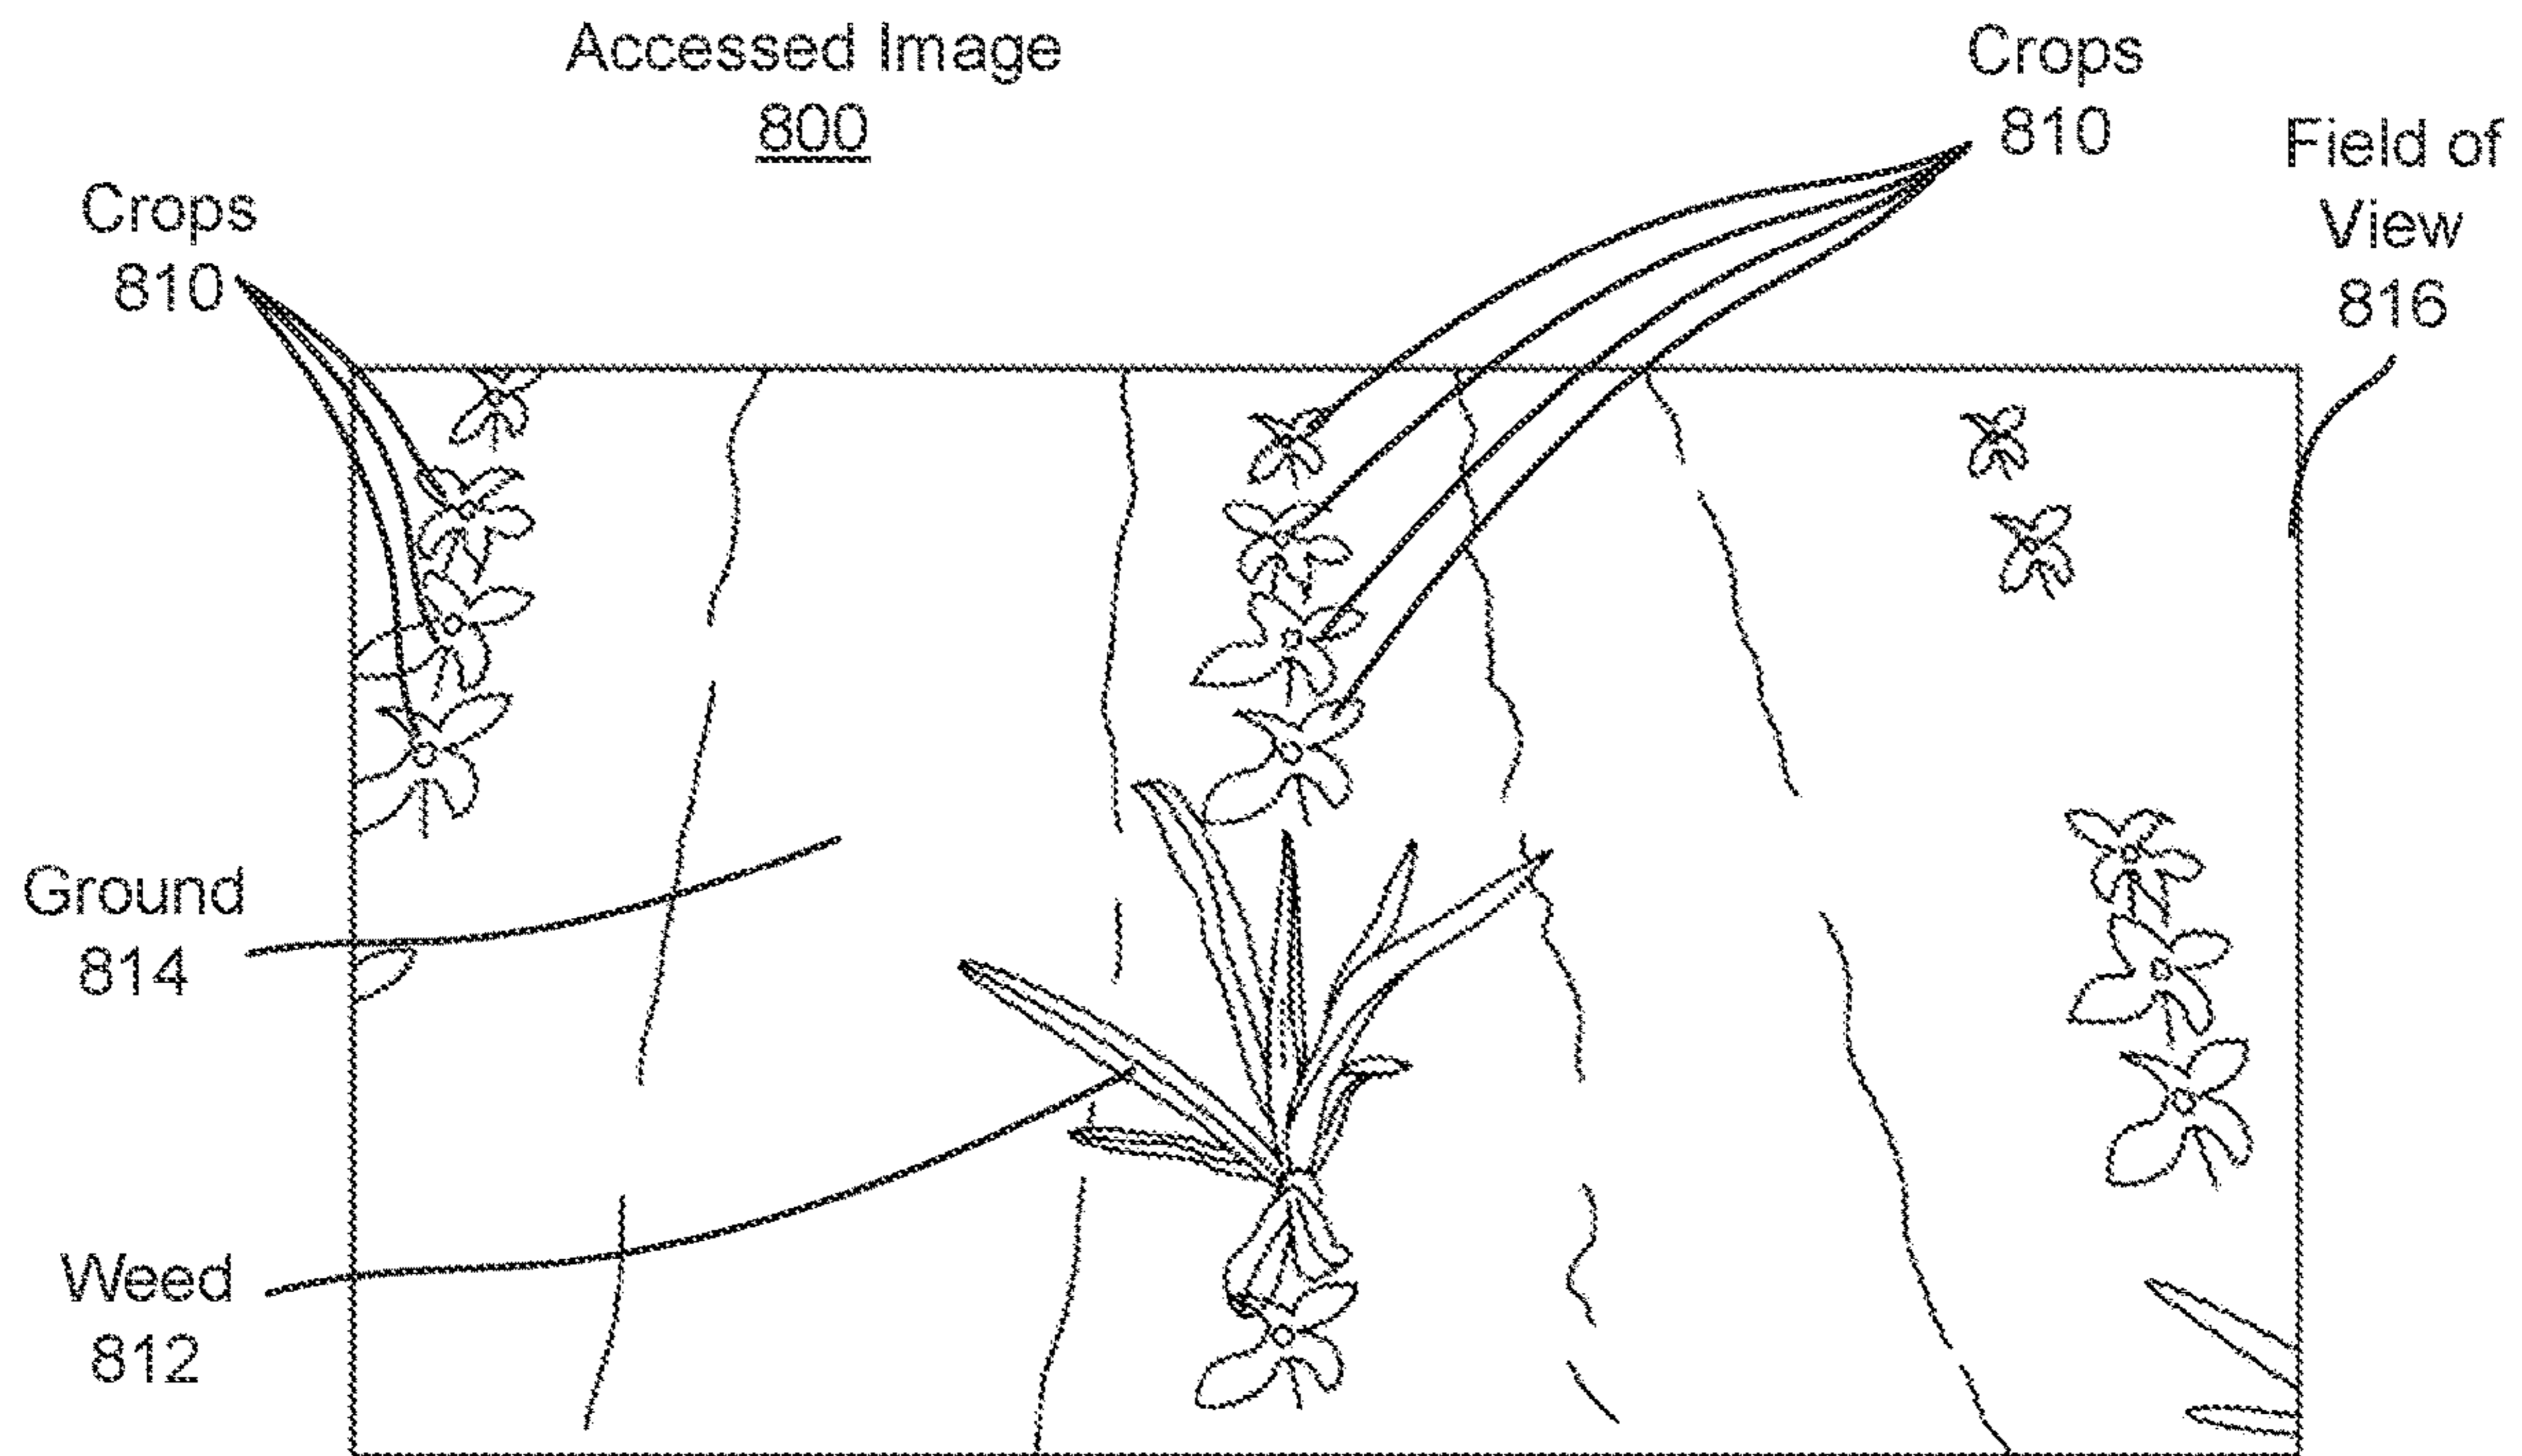 Accessed Image
800
Crops
810
Field of
View
816
Crops
810
Ground
814
Weed
812